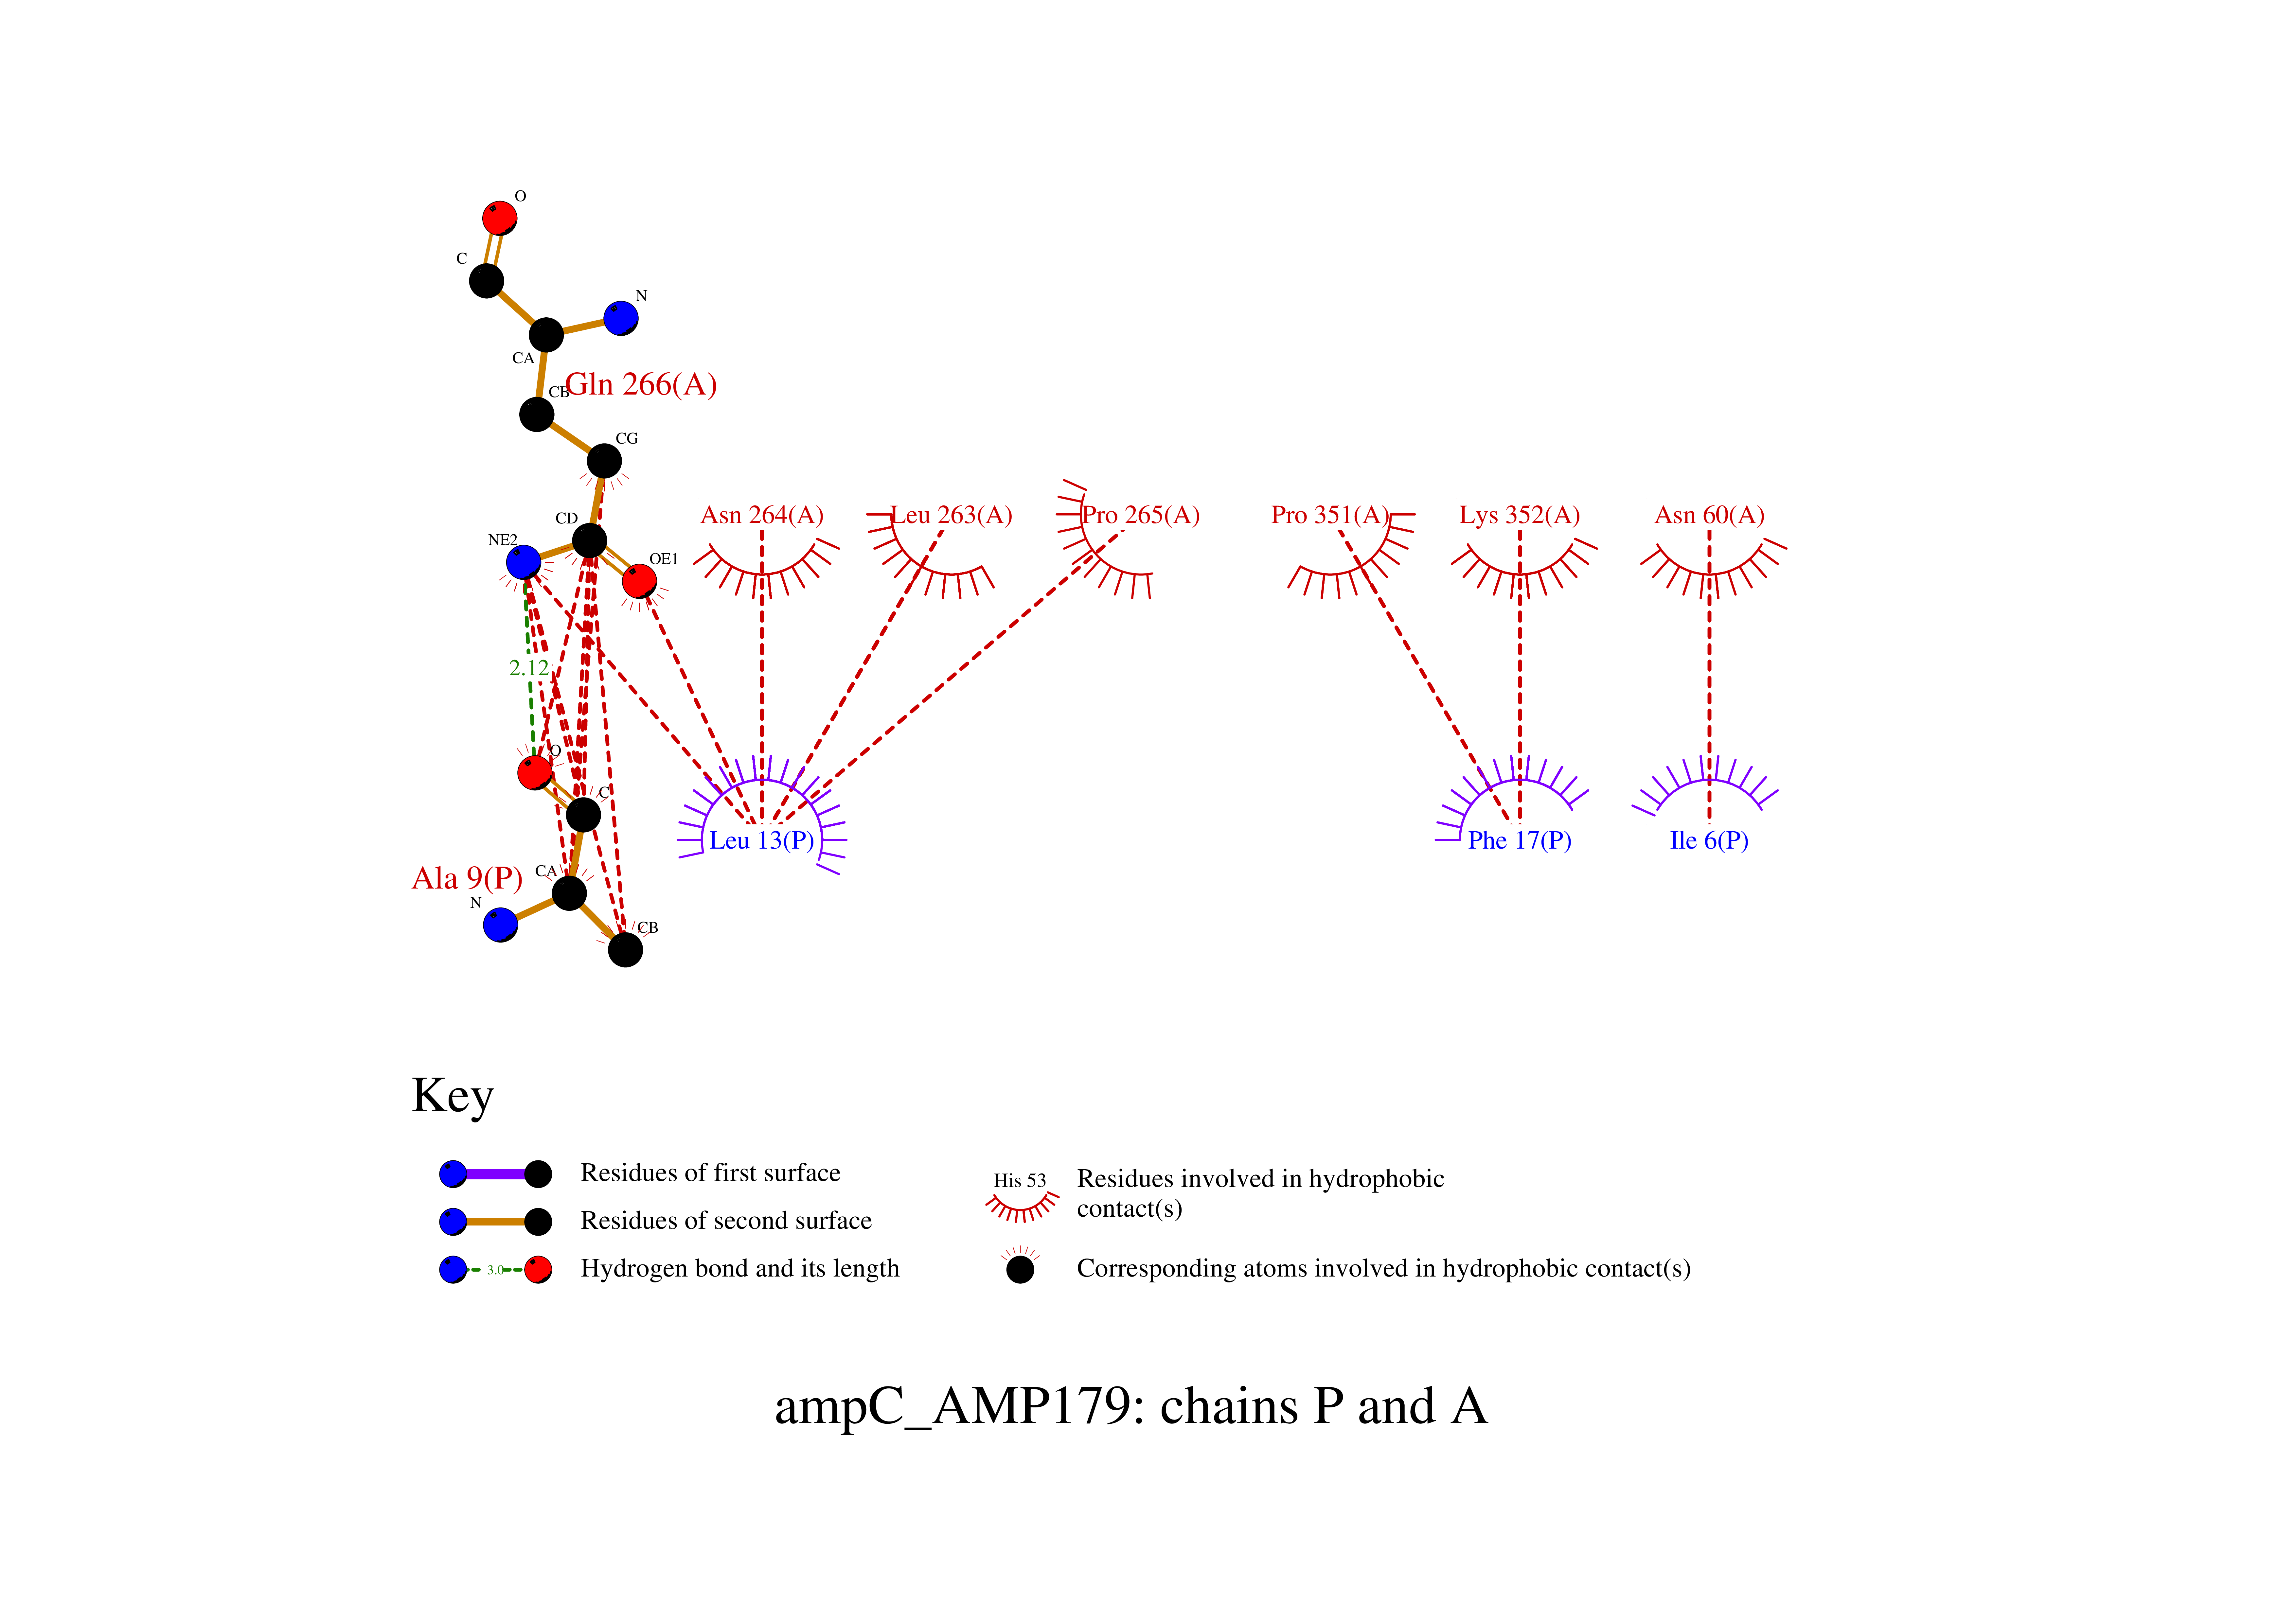 O
C
N
CA
Gln 266(A)
CB
CG
CD
NE2
OE1
Asn 264(A)
Leu 263(A)
Pro 265(A)
Pro 351(A)
Lys 352(A)
Asn 60(A)
2.12
O
C
Leu 13(P)
Phe 17(P)
Ile 6(P)
CA
Ala 9(P)
N
CB
Key
Residues of first surface
Residues of second surface
3.0
Hydrogen bond and its length
His 53
Residues involved in hydrophobic
contact(s)
Corresponding atoms involved in hydrophobic contact(s)
ampC_AMP179: chains P and A